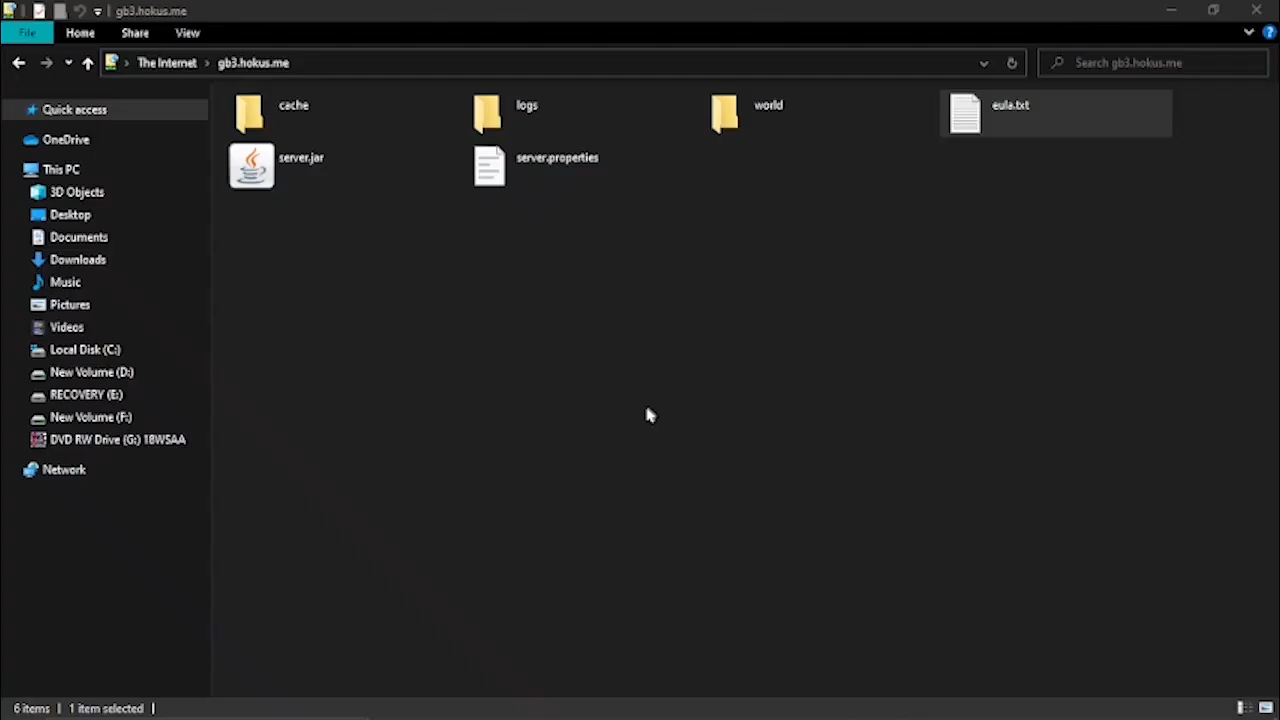 gb3.hokus.me
File Home Share View
The Internet > gb3.hokus.me
Search gb3.hokus.me
Quick access
OneDrive
This PC
3D Objects
Desktop
Documents
Downloads
Music
Pictures
Videos
Local Disk (C:)
New Volume (D:)
RECOVERY (E:)
New Volume (F:)
DVD RW Drive (G:) 18WSAA
Network
cache
logs
world
eula.txt
server.jar
server.properties
6 items 1 item selected